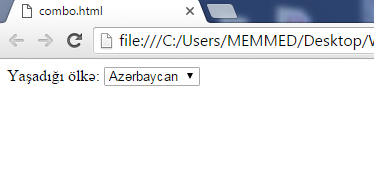 combo.html
file:///C:/Users/MEMMED/Desktop/
Yaşadığı ölkə: Azərbaycan